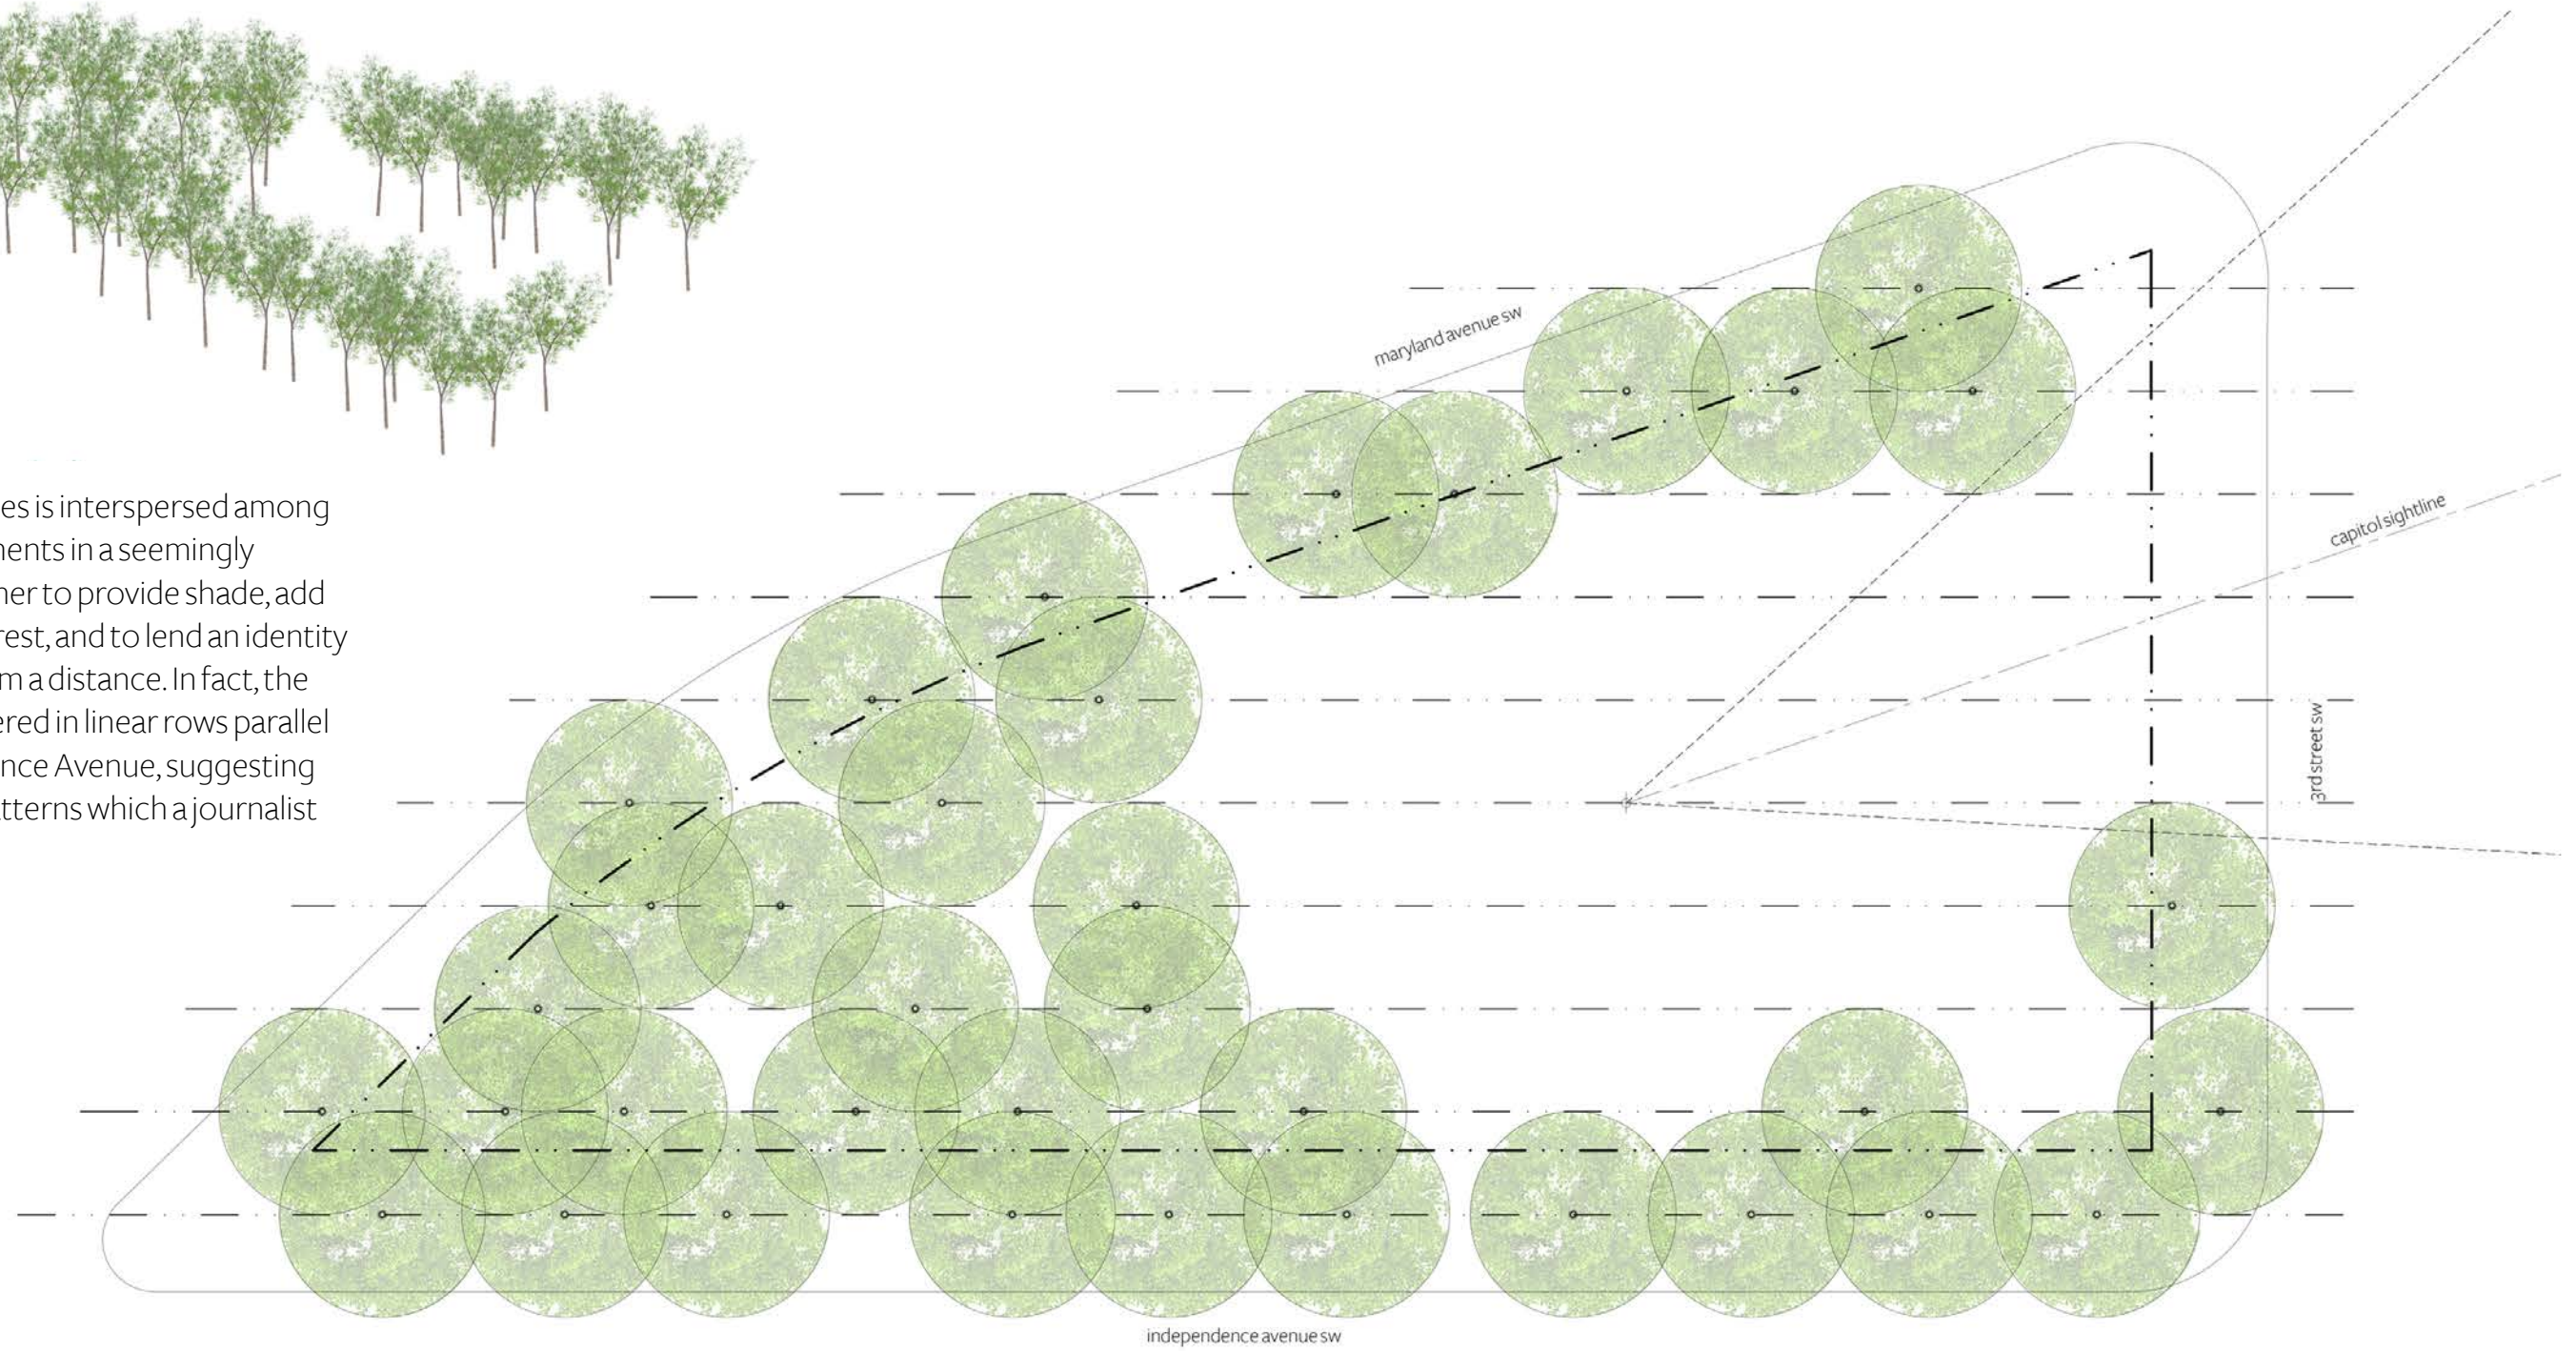 es is interspersed among
nents in a seemingly
ner to provide shade, add
rest, and to lend an identity
m a distance. In fact, the
ered in linear rows parallel
nce Avenue, suggesting
tterns which a journalist
maryland avenue sw
capitol sightline
3rd street sw
independence avenue sw